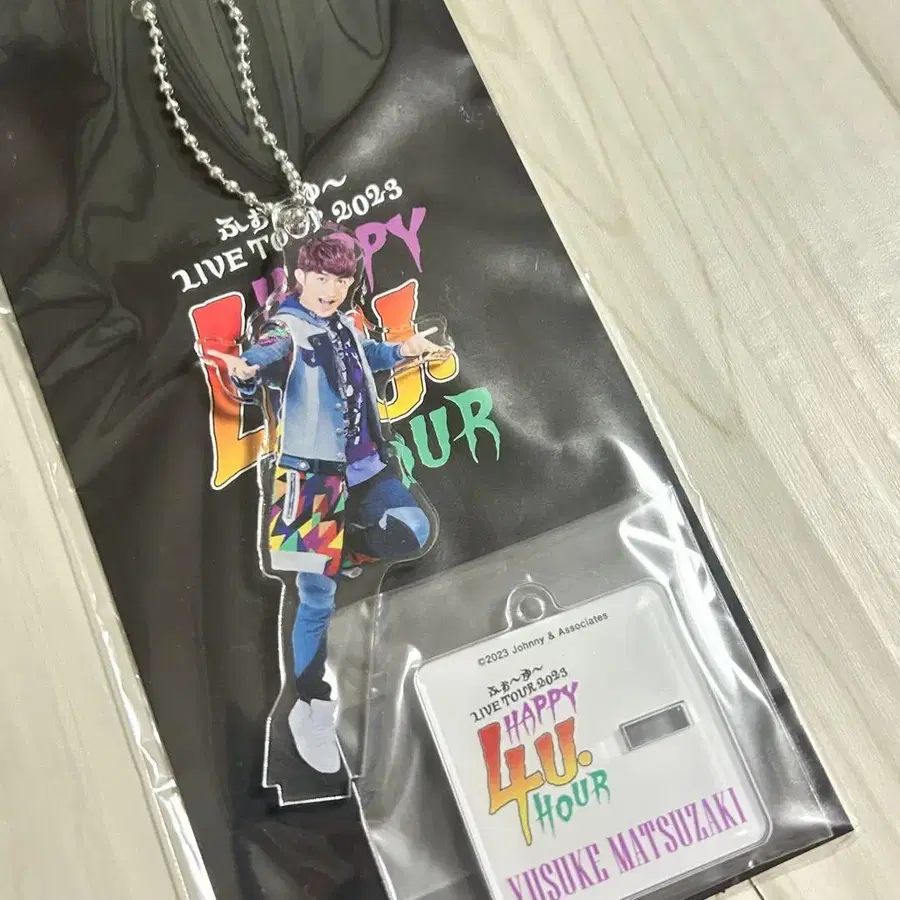 ふぉ〜ゆ〜
LIVE TOUR 2023
HAPPY
4U.
HOUR
©2023 Johnny & Associates
ふぉ〜ゆ〜
LIVE TOUR 2023
HAPPY
4U.
HOUR
YUSUKE MATSUZAKI